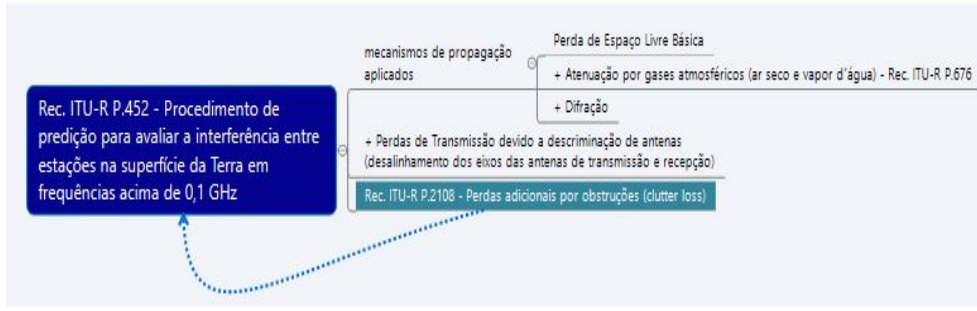 Rec. ITU-R P.452 - Procedimento de
predição para avaliar a interferência entre
estações na superfície da Terra em
frequências acima de 0,1 GHz
mecanismos de propagação
aplicados
Perda de Espaço Livre Básica
+ Atenuação por gases atmosféricos (ar seco e vapor d´água) - Rec. ITU-R P.676
+ Difração
+ Perdas de Transmissão devido a descriminação de antenas
(desalinhamento dos eixos das antenas de transmissão e recepção)
Rec. ITU-R P.2108 - Perdas adicionais por obstruções (clutter loss)